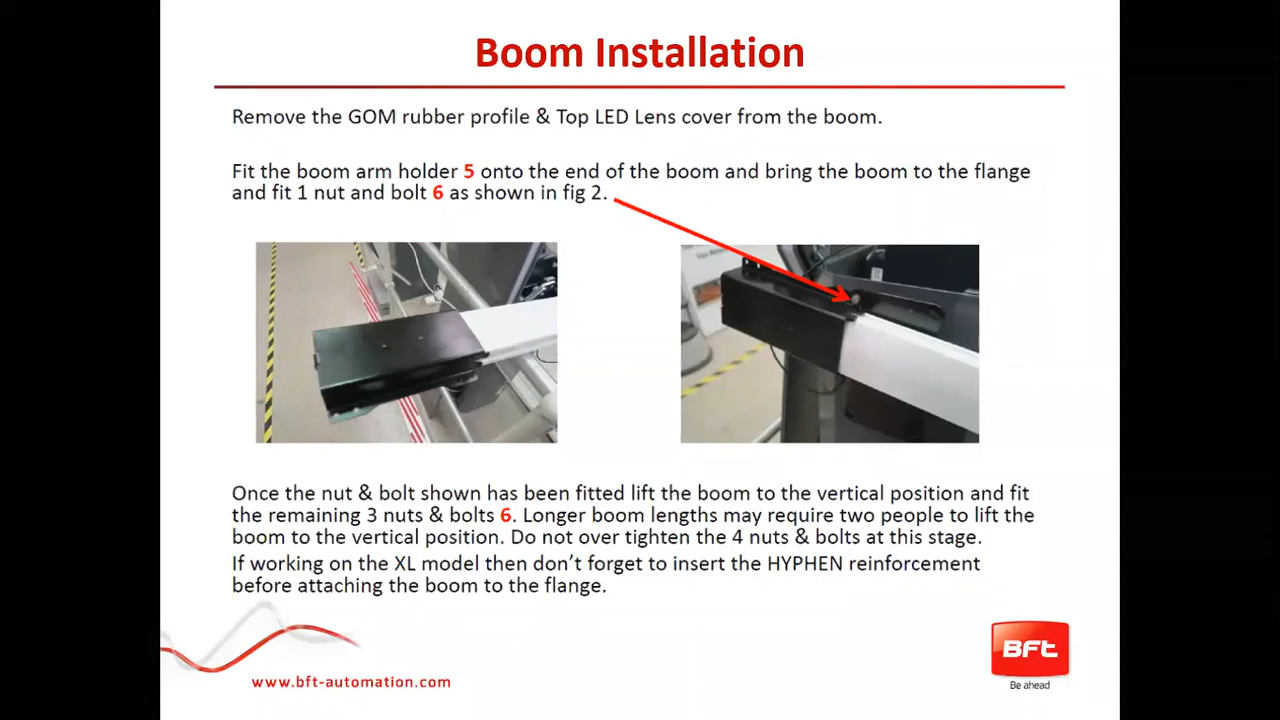 Boom Installation
Remove the GOM rubber profile & Top LED Lens cover from the boom.
Fit the boom arm holder 5 onto the end of the boom and bring the boom to the flange
and fit 1 nut and bolt 6 as shown in fig 2.
Once the nut & bolt shown has been fitted lift the boom to the vertical position and fit
the remaining 3 nuts & bolts 6. Longer boom lengths may require two people to lift the
boom to the vertical position. Do not over tighten the 4 nuts & bolts at this stage.
If working on the XL model then don’t forget to insert the HYPHEN reinforcement
before attaching the boom to the flange.
BFt
Be ahead
www.bft-automation.com